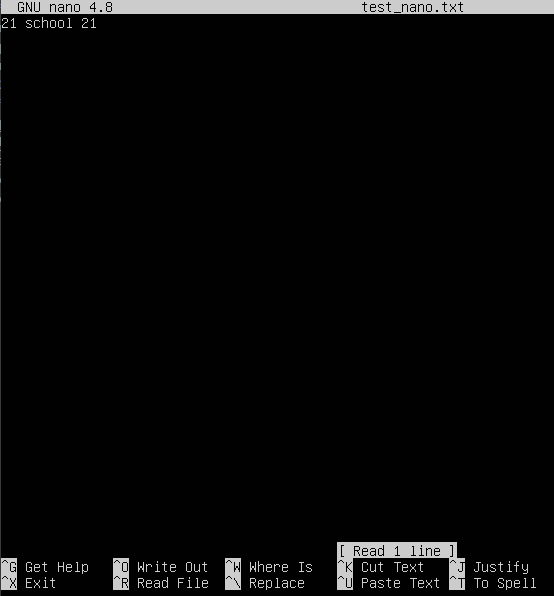 GNU nano 4.8 test_nano.txt
21 school 21
[ Read 1 line ]
^G Get Help ^O Write Out ^W Where Is ^K Cut Text ^J Justify
^X Exit ^R Read File ^\ Replace ^U Paste Text ^T To Spell